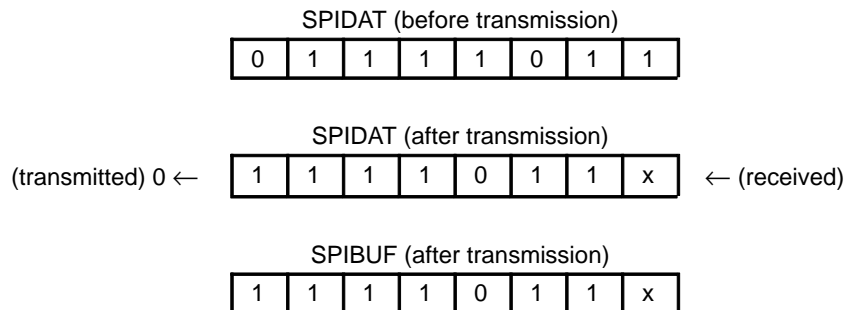 SPIDAT (before transmission)
0 1 1 1 1 0 1 1
SPIDAT (after transmission)
(transmitted) 0 ← 1 1 1 1 0 1 1 x ← (received)
SPIBUF (after transmission)
1 1 1 1 0 1 1 x